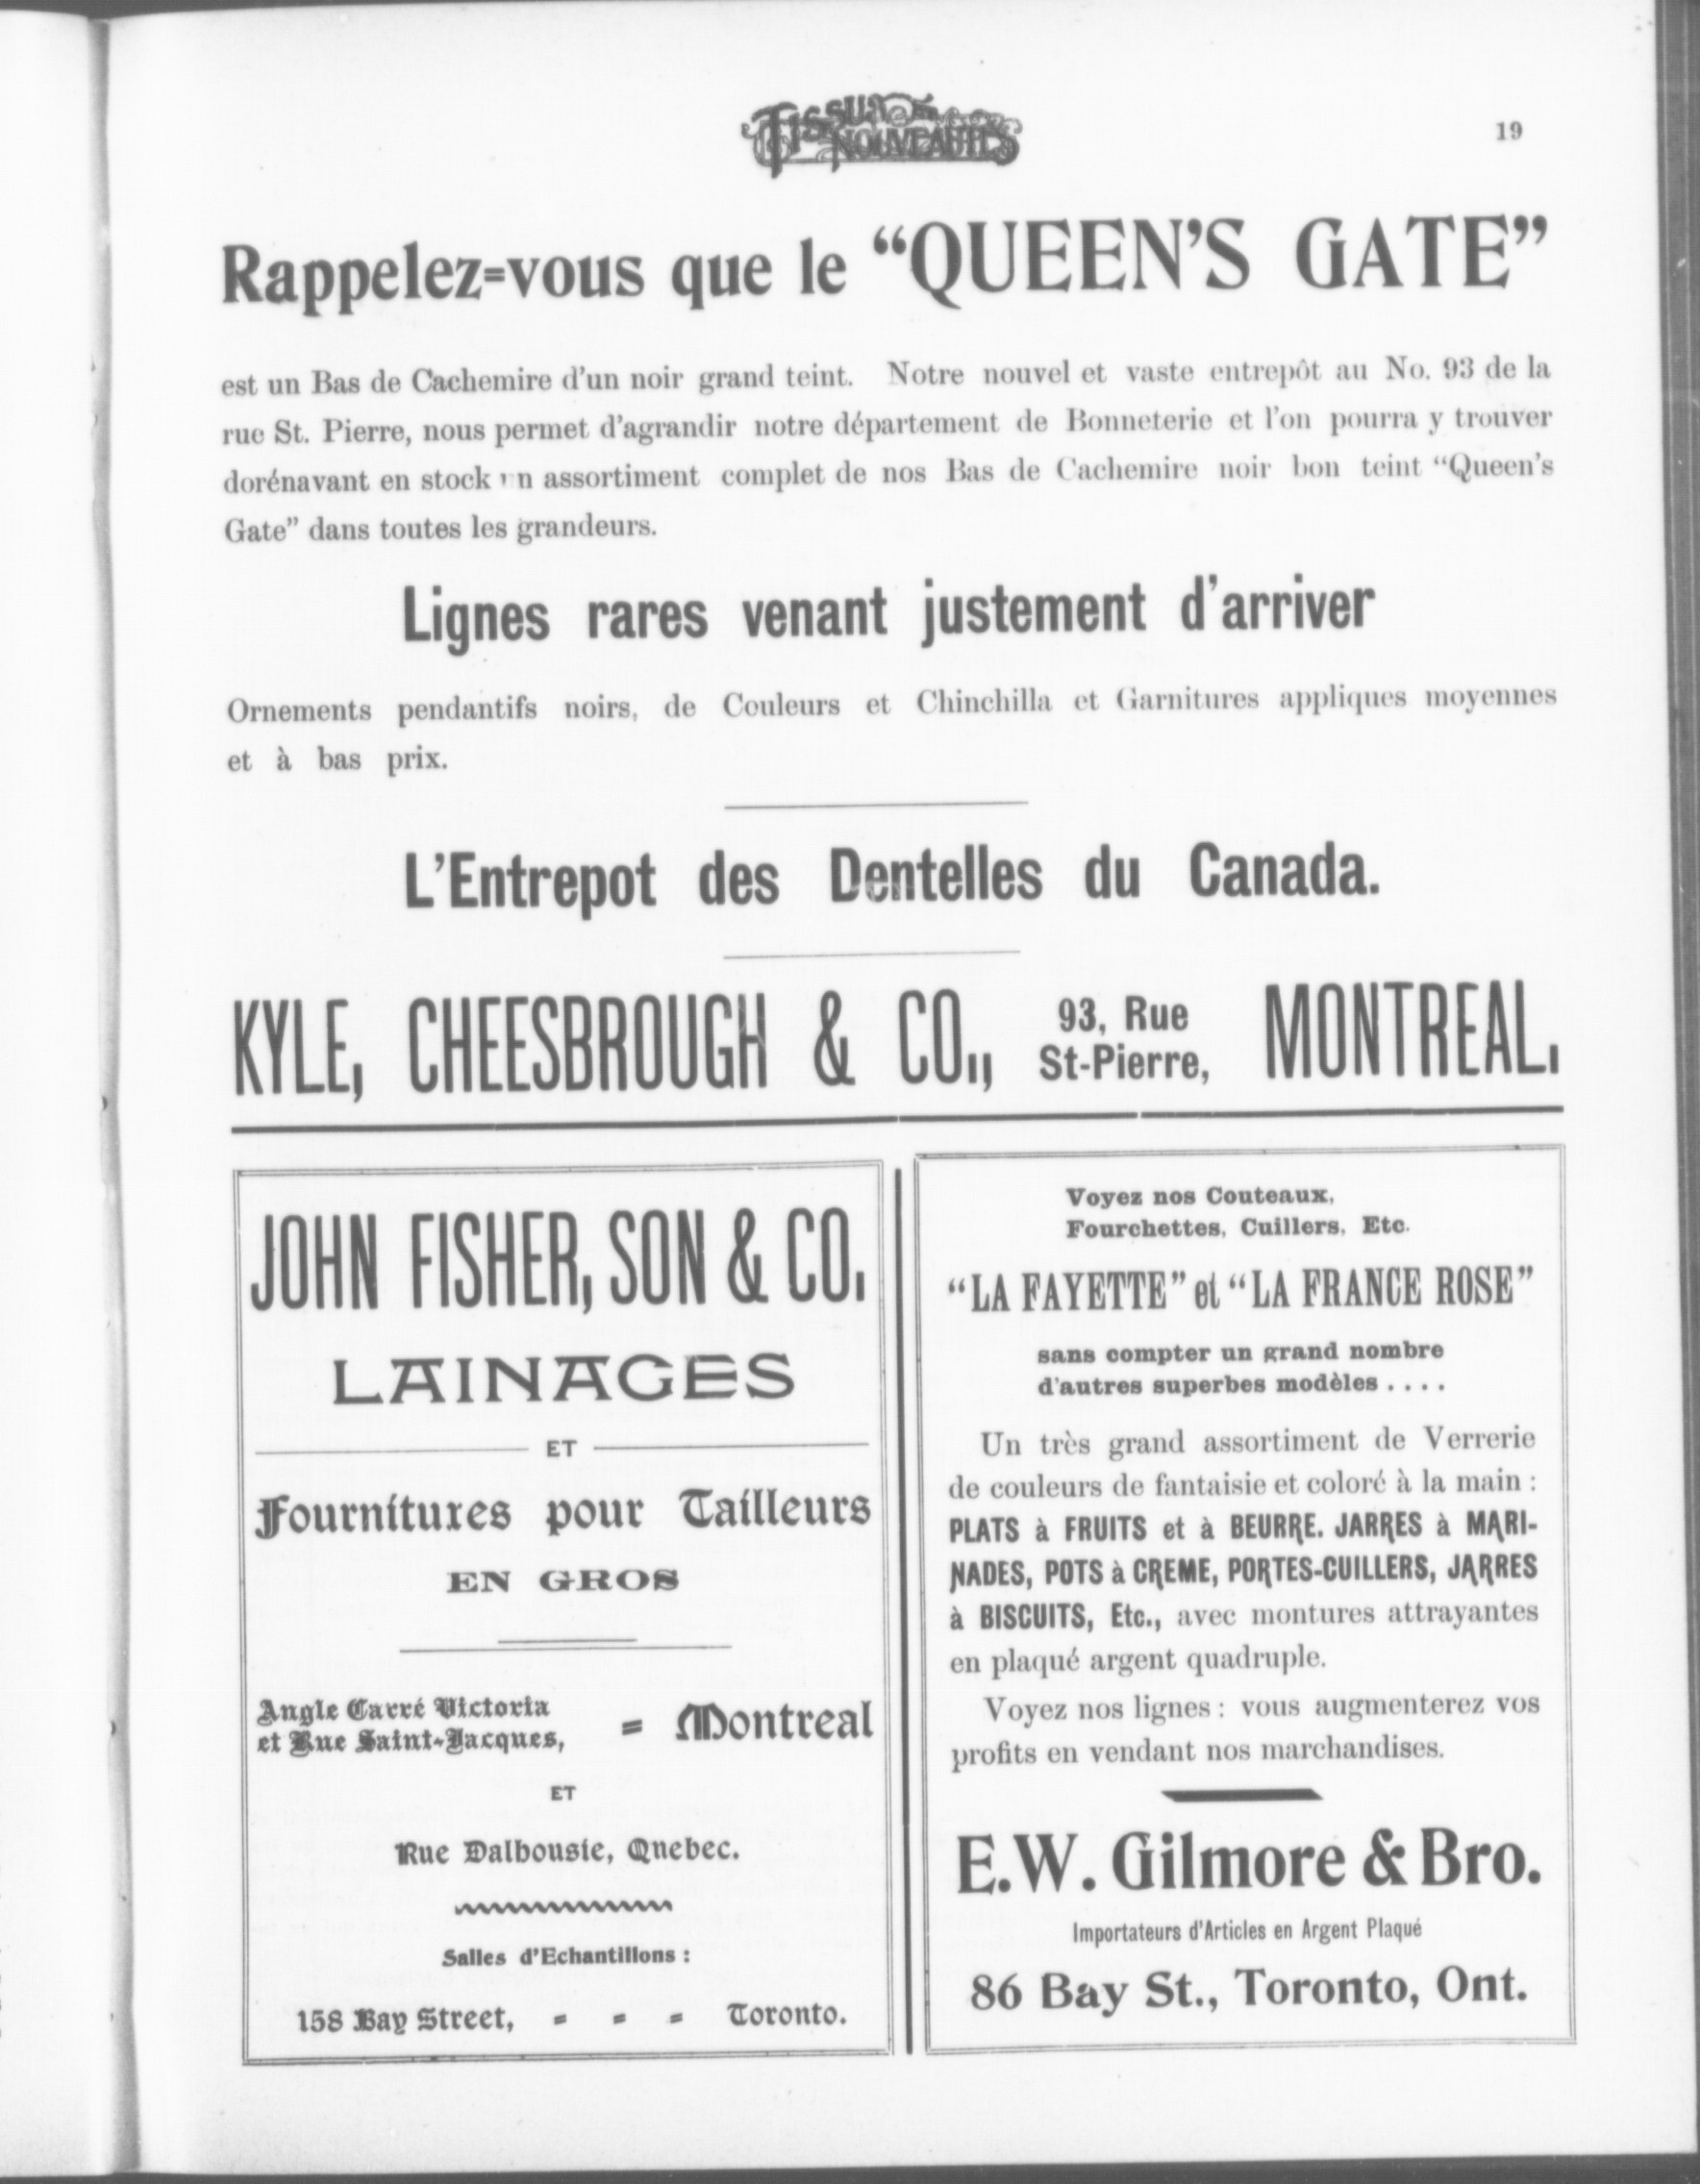 TISSUS
NOUVEAUTÉS
19
Rappelez-vous que le “QUEEN'S GATE”
est un Bas de Cachemire d'un noir grand teint. Notre nouvel et vaste entrepôt au No. 93 de la
rue St. Pierre, nous permet d'agrandir notre département de Bonneterie et l'on pourra y trouver
dorénavant en stock un assortiment complet de nos Bas de Cachemire noir bon teint “Queen's
Gate” dans toutes les grandeurs.
Lignes rares venant justement d'arriver
Ornements pendantifs noirs, de Couleurs et Chinchilla et Garnitures appliques moyennes
et à bas prix.
L'Entrepot des Dentelles du Canada.
KYLE, CHEESBROUGH & CO., 93, Rue St-Pierre, MONTREAL.
JOHN FISHER, SON & CO.
LAINAGES
ET
Fournitures pour Tailleurs
EN GROS
Angle Carré Victoria
et Rue Saint-Jacques, = Montreal
ET
Rue Dalhousie, Quebec.
Salles d'Echantillons :
158 Bay Street, = = = Toronto.
Voyez nos Couteaux,
Fourchettes, Cuillers, Etc.
“LA FAYETTE” et “LA FRANCE ROSE”
sans compter un grand nombre
d'autres superbes modèles . . . .
Un très grand assortiment de Verrerie
de couleurs de fantaisie et coloré à la main :
PLATS à FRUITS et à BEURRE. JARRES à MARI-
NADES, POTS à CREME, PORTES-CUILLERS, JARRES
à BISCUITS, Etc., avec montures attrayantes
en plaqué argent quadruple.
Voyez nos lignes : vous augmenterez vos
profits en vendant nos marchandises.
E.W. Gilmore & Bro.
Importateurs d'Articles en Argent Plaqué
86 Bay St., Toronto, Ont.